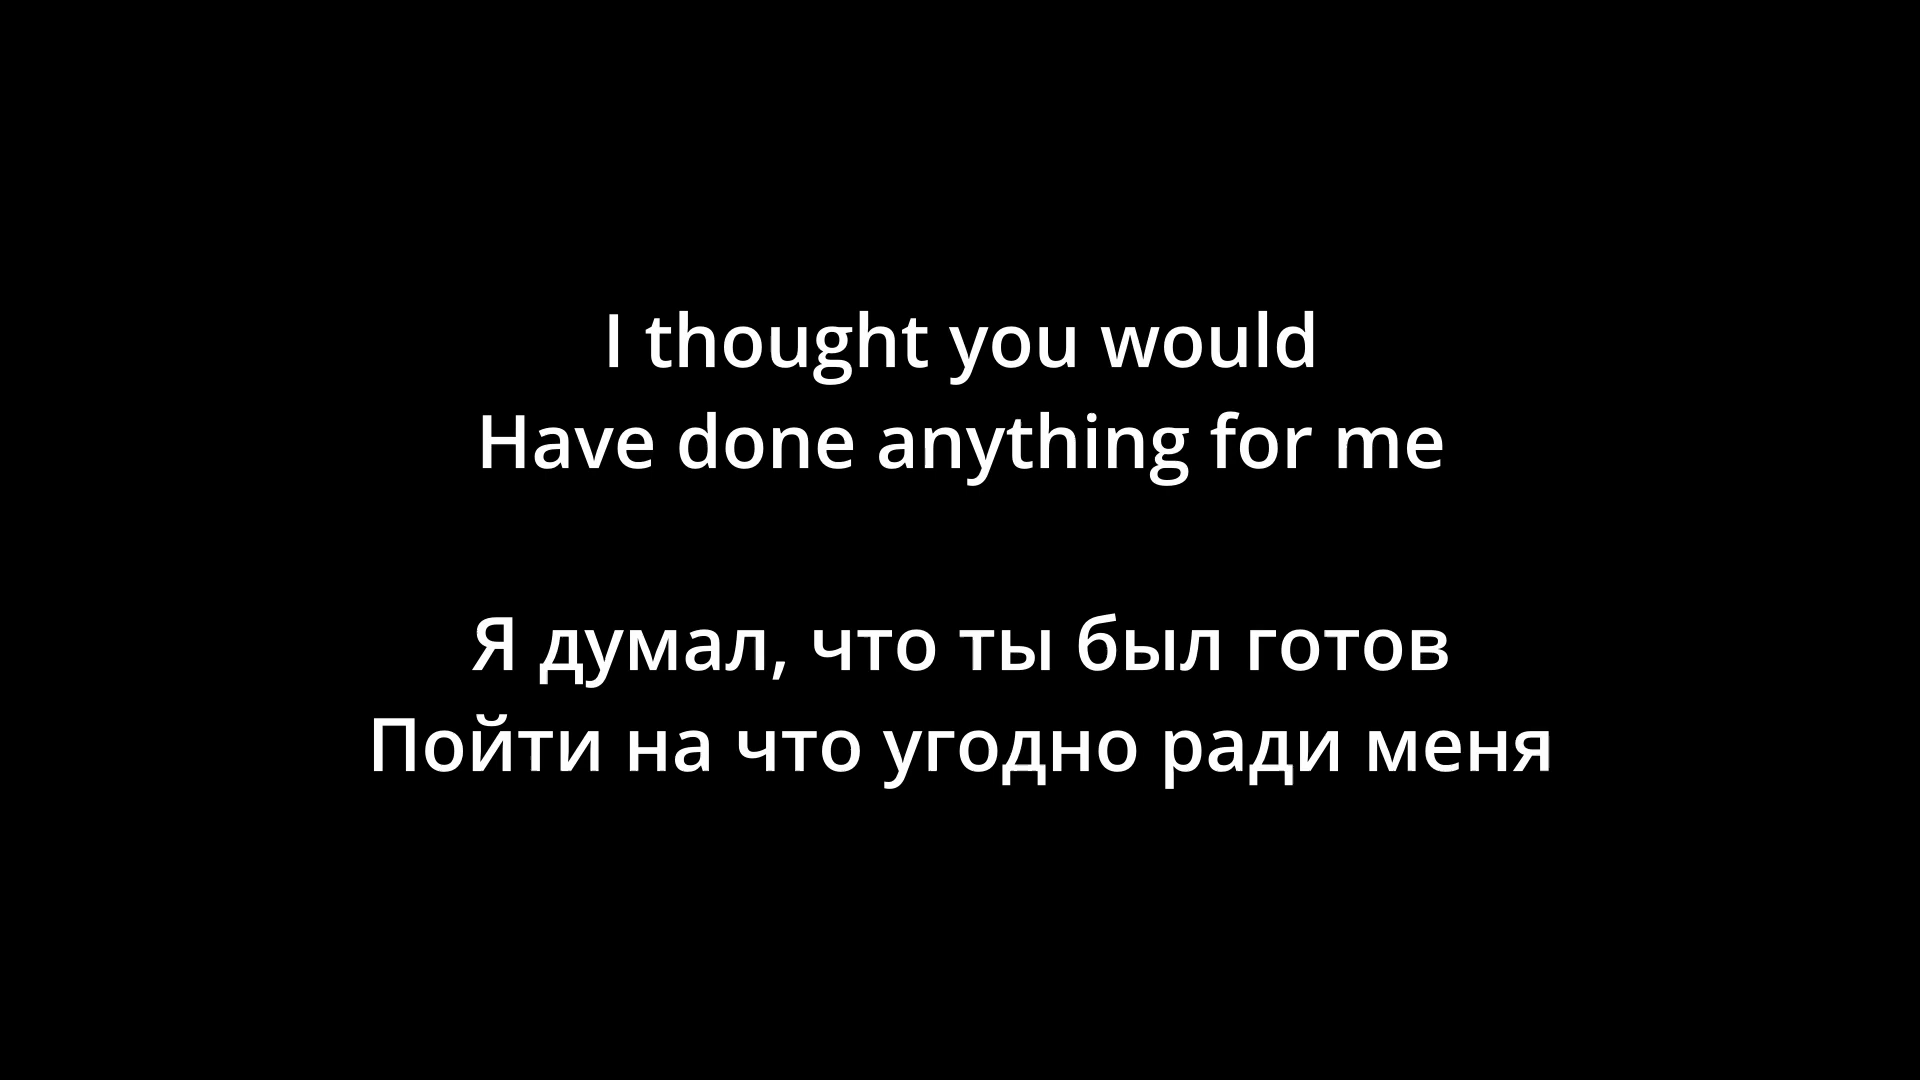 I thought you would
Have done anything for me
Я думал, что ты был готов
Пойти на что угодно ради меня